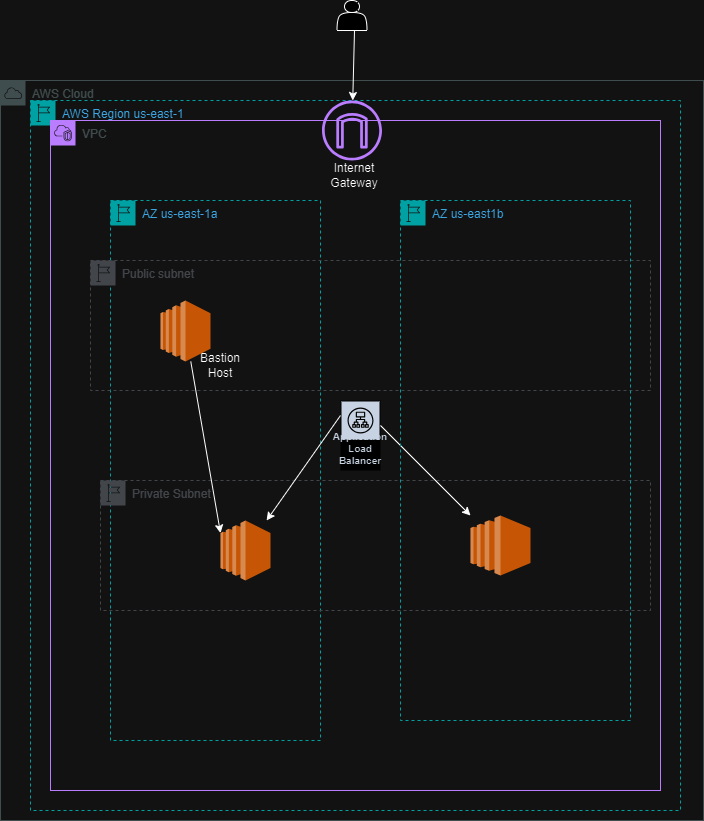 AWS Cloud
AWS Region us-east-1
VPC
Internet
Gateway
AZ us-east-1a
AZ us-east1b
Public subnet
Bastion
Host
Application
Load
Balancer
Private Subnet